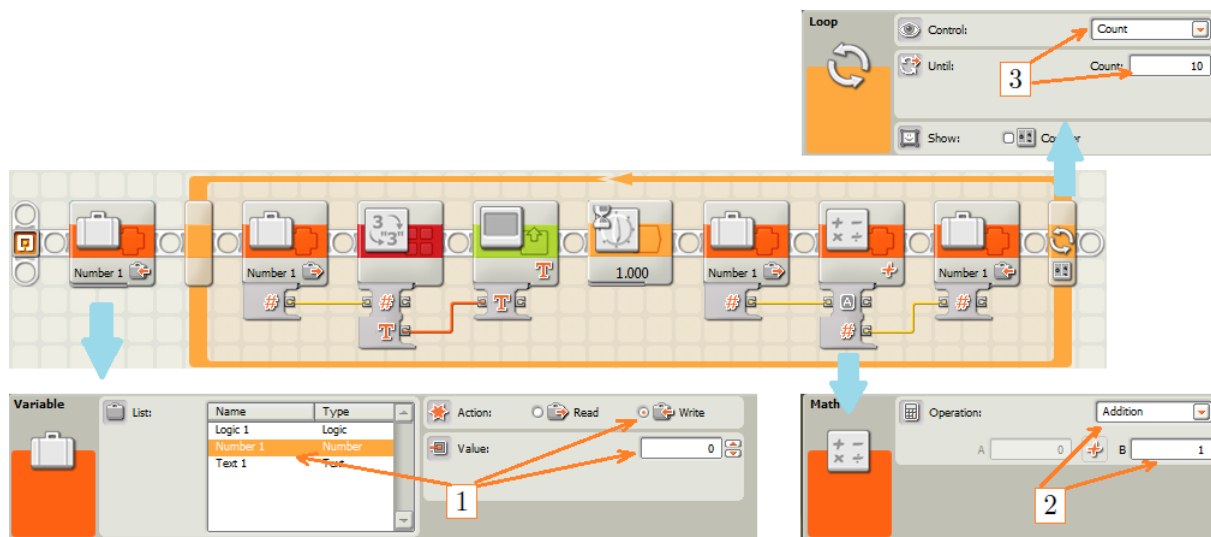 Loop
Control:
Count
Until:
Count:
10
3
Show:
Number 1
Number 1
3
"3"
1.000
Number 1
Number 1
#
#
T
T
T
#
A
#
#
Variable
List:
Name Type
Logic 1 Logic
Number 1 Number
Text 1
Action:
Read
Write
Value:
0
1
Math
Operation:
Addition
A
0
B
1
2